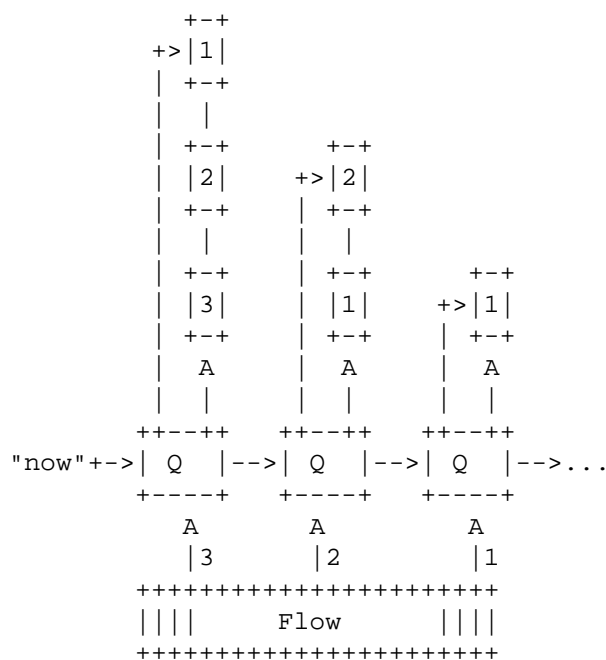 +-+
+>|1|
| +-+
|  |
| +-+      +-+
| |2|   +>|2|
| +-+   | +-+
|  |    |  |
| +-+   | +-+      +-+
| |3|   | |1|   +>|1|
| +-+   | +-+   | +-+
|  A    |  A    |  A
|  |    |  |    |  |
++--++   ++--++   ++--++
"now"+->| Q  |-->| Q  |-->| Q  |-->...
+----+   +----+   +----+
A       A         A
|3      |2        |1
+++++++++++++++++++++++
||||     Flow      ||||
+++++++++++++++++++++++